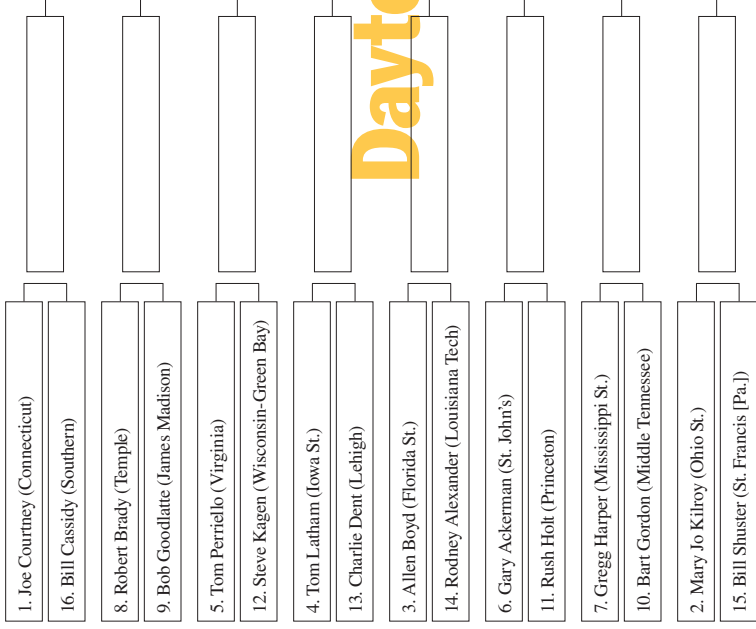 1. Joe Courtney (Connecticut)
16. Bill Cassidy (Southern)
8. Robert Brady (Temple)
9. Bob Goodlatte (James Madison)
5. Tom Perriello (Virginia)
12. Steve Kagen (Wisconsin-Green Bay)
4. Tom Latham (Iowa St.)
13. Charlie Dent (Lehigh)
3. Allen Boyd (Florida St.)
14. Rodney Alexander (Louisiana Tech)
6. Gary Ackerman (St. John's)
11. Rush Holt (Princeton)
7. Gregg Harper (Mississippi St.)
10. Bart Gordon (Middle Tennessee)
2. Mary Jo Kilroy (Ohio St.)
15. Bill Shuster (St. Francis [Pa.])